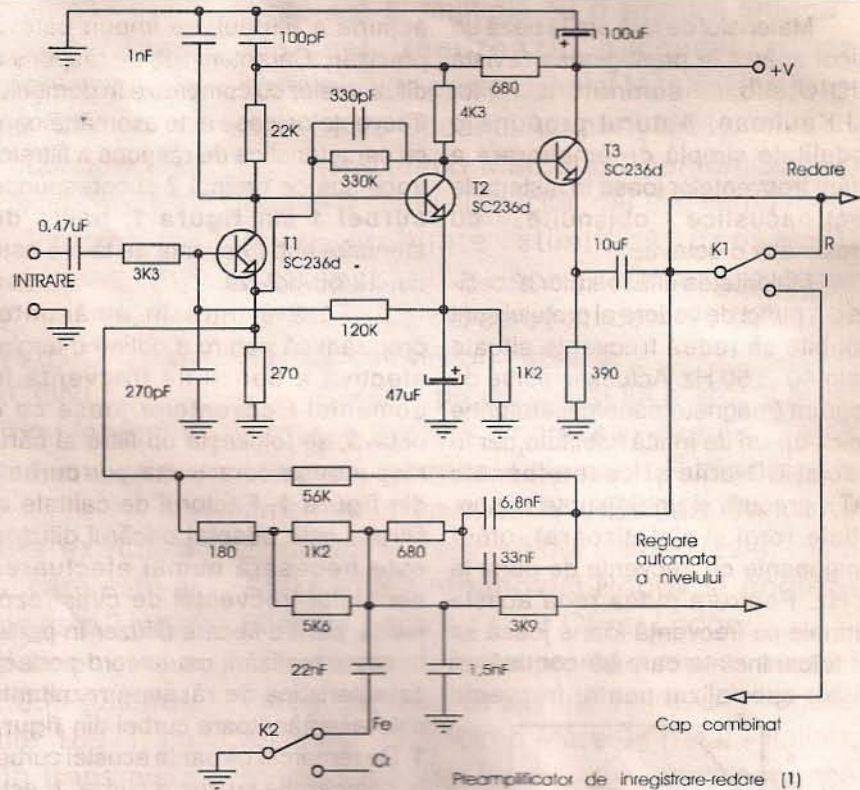 100uF
1nF
100pF
+V
680
330pF
4K3
22K
T3
SC236d
Redare
330K
T2
SC236d
0,47uF
T1
SC236d
10uF
K1
R
I
3K3
INTRARE
120K
270pF
270
47uF
1K2
390
56K
6,8nF
180
1K2
680
33nF
Reglare
automata
a nivelului
5K6
3K9
22nF
1,5nF
Fe
Cap combinat
K2
Cr
Preamplificator de inregistrare-redare (1)